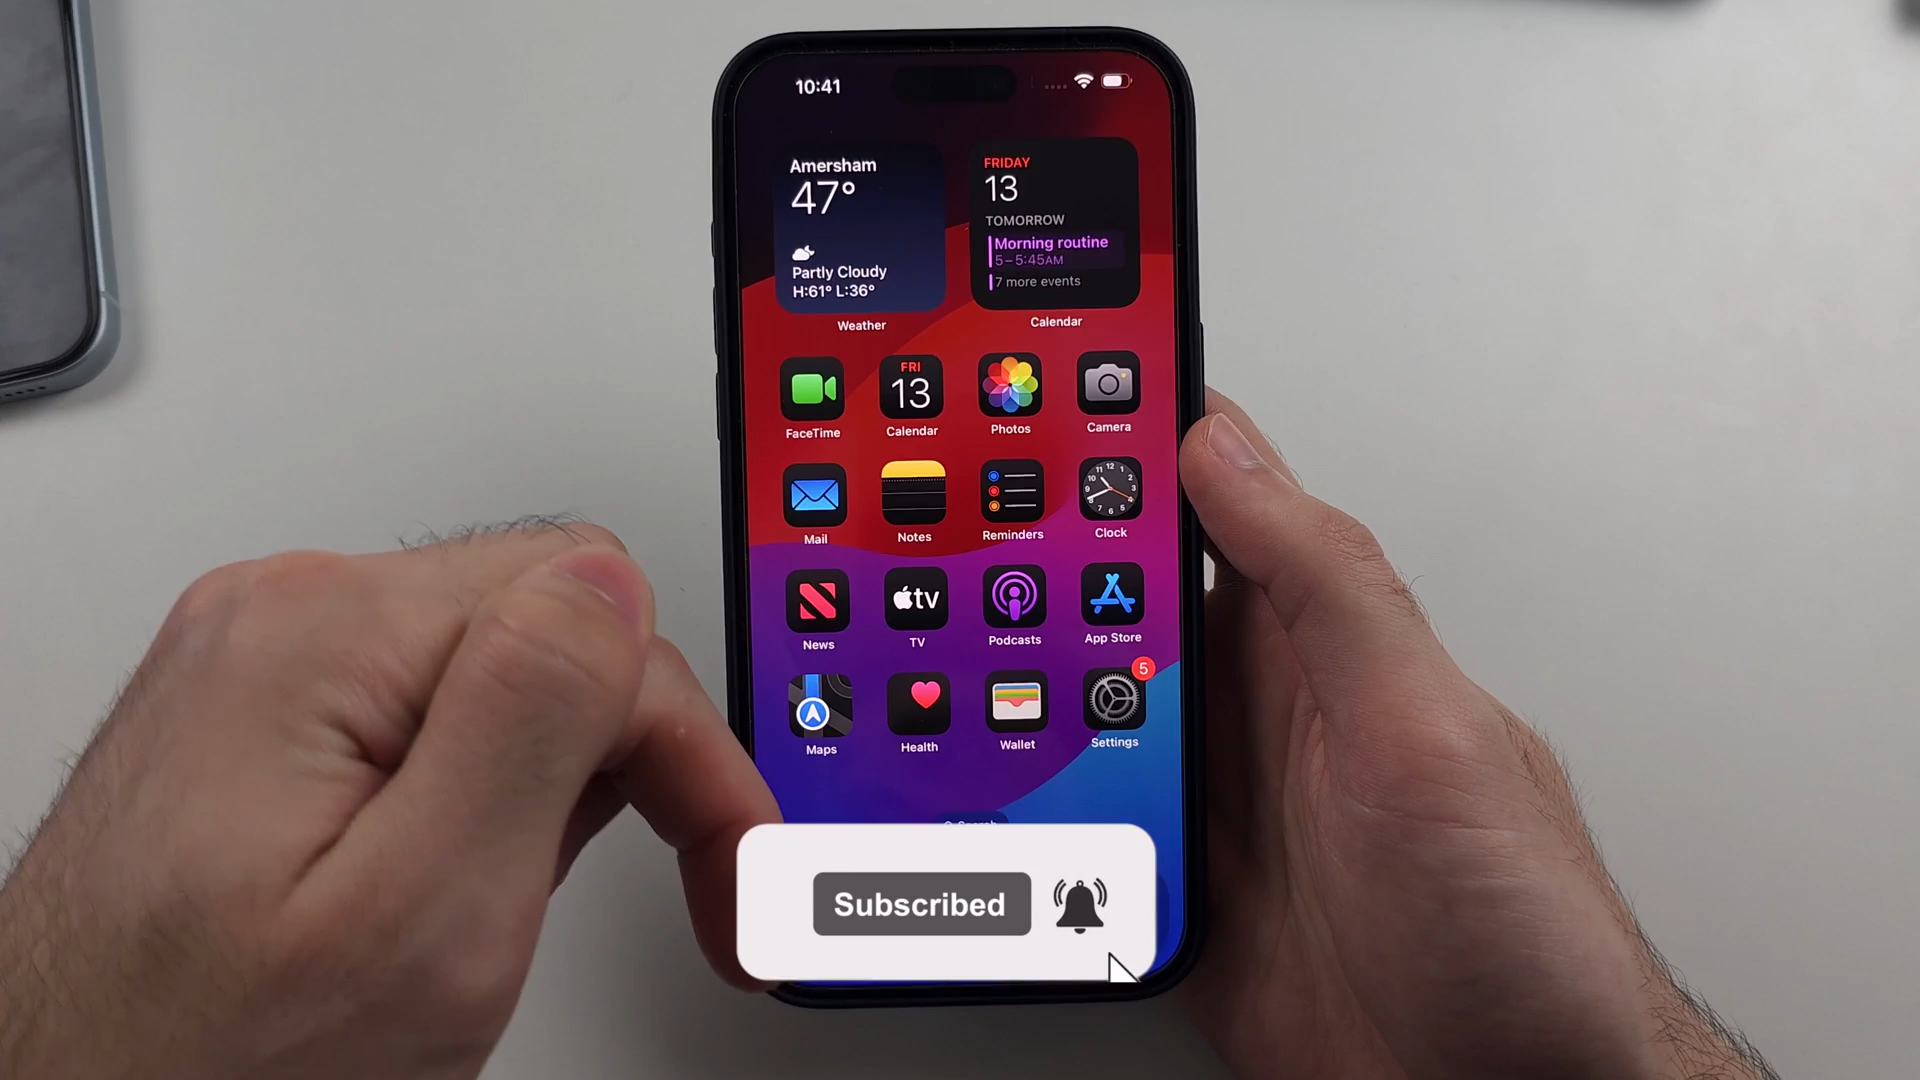 10:41
Amersham
47°
Partly Cloudy
H:61° L:36°
Weather
FRIDAY
13
TOMORROW
Morning routine
5–5:45AM
7 more events
Calendar
FaceTime
FRI
13
Calendar
Photos
Camera
Mail
Notes
Reminders
Clock
News
tv
TV
Podcasts
App Store
Maps
Health
Wallet
5
Settings
Search
Subscribed